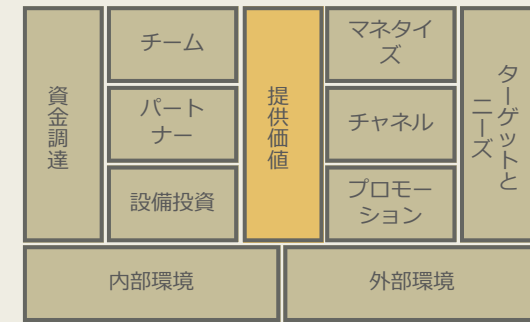 資金調達
チーム
パート
ナー
設備投資
提供価値
マネタイ
ズ
チャネル
プロモー
ション
ターゲットと
ニーズ
内部環境
外部環境